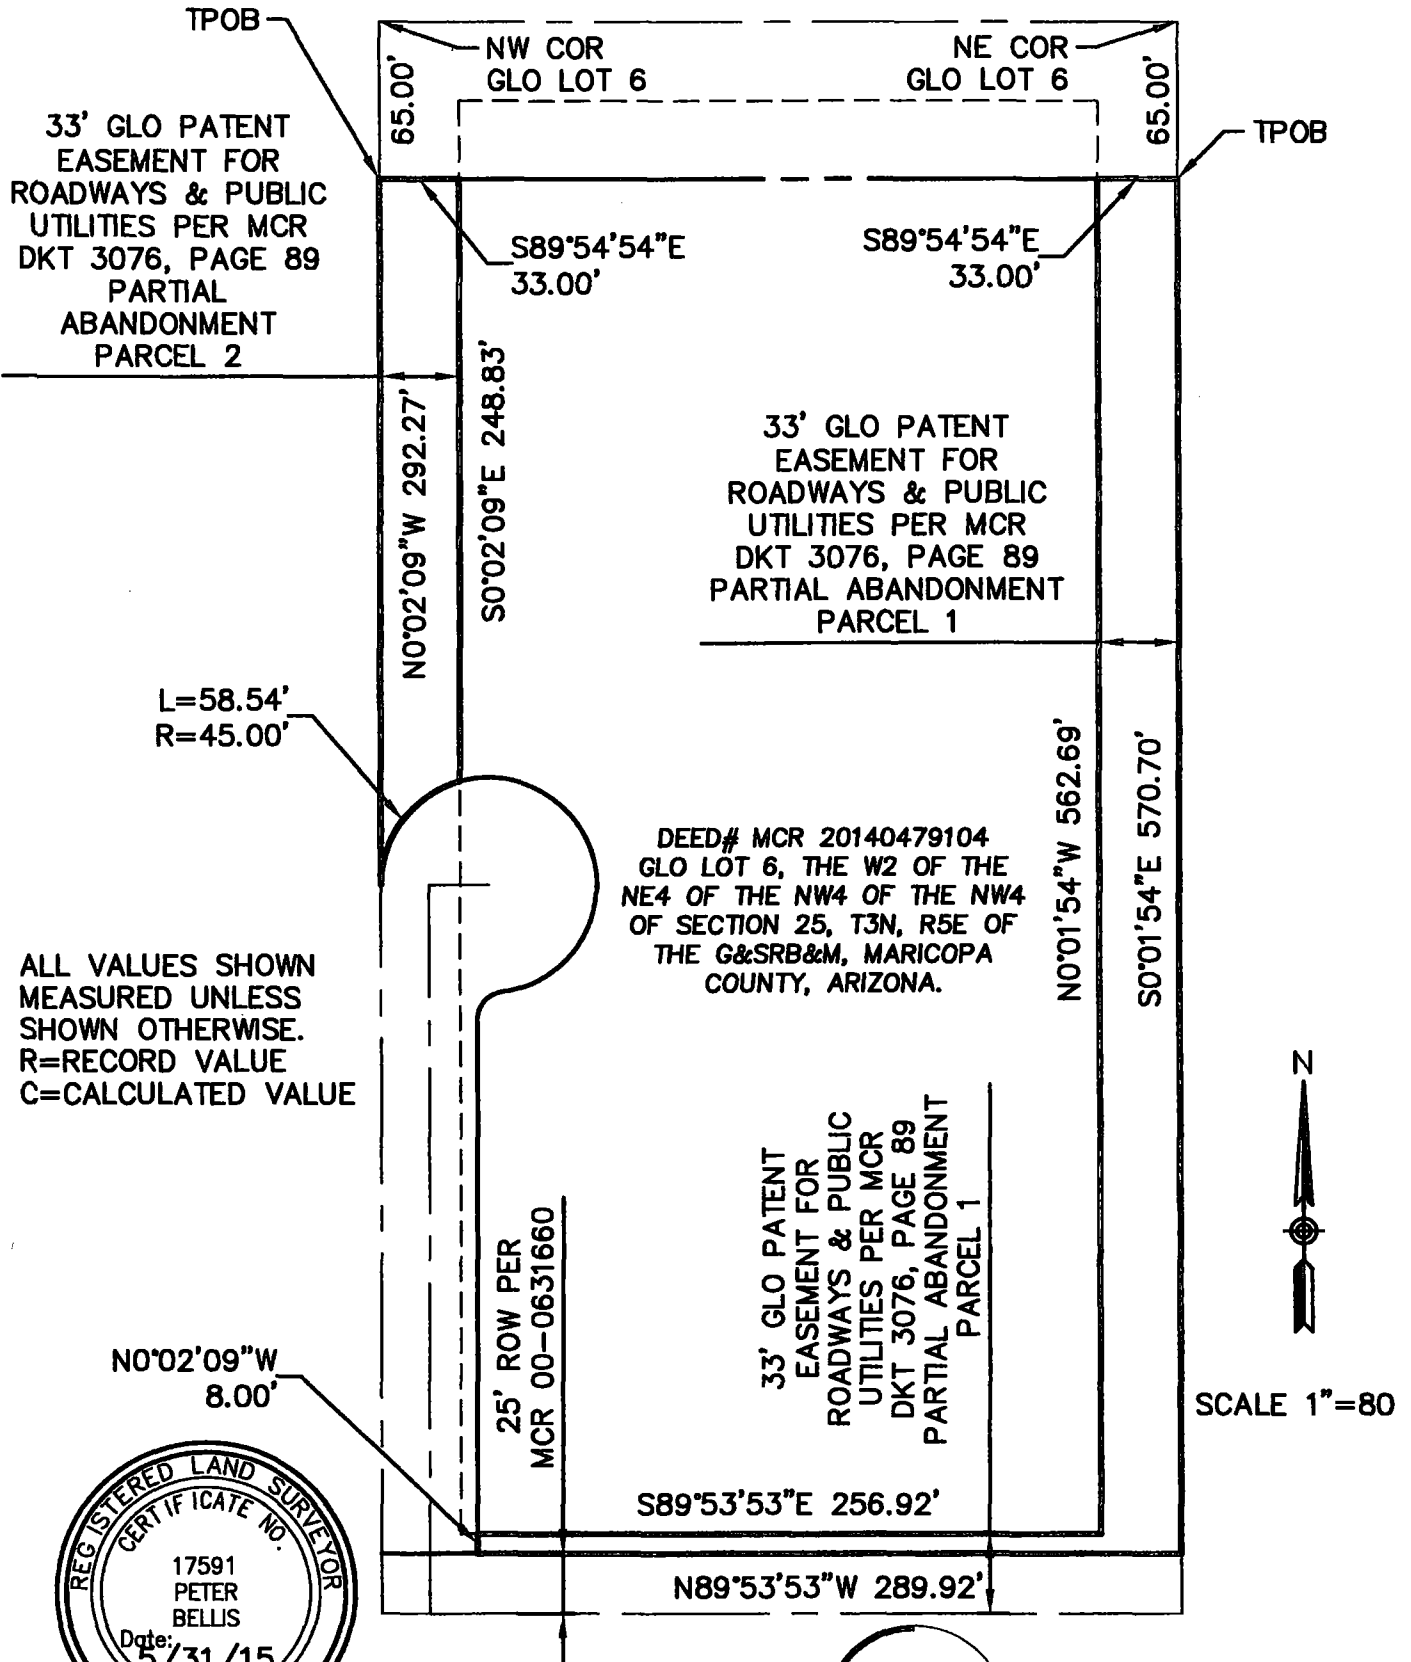 TPOB
NW COR
GLO LOT 6
NE COR
GLO LOT 6
65.00'
65.00'
TPOB
33' GLO PATENT
EASEMENT FOR
ROADWAYS & PUBLIC
UTILITIES PER MCR
DKT 3076, PAGE 89
PARTIAL
ABANDONMENT
PARCEL 2
S89°54'54"E
33.00'
S89°54'54"E
33.00'
N0°02'09"W 292.27'
S0°02'09"E 248.83'
33' GLO PATENT
EASEMENT FOR
ROADWAYS & PUBLIC
UTILITIES PER MCR
DKT 3076, PAGE 89
PARTIAL ABANDONMENT
PARCEL 1
L=58.54'
R=45.00'
N0°01'54"W 562.69'
S0°01'54"E 570.70'
DEED# MCR 20140479104
GLO LOT 6, THE W2 OF THE
NE4 OF THE NW4 OF THE NW4
OF SECTION 25, T3N, R5E OF
THE G&SRB&M, MARICOPA
COUNTY, ARIZONA.
ALL VALUES SHOWN
MEASURED UNLESS
SHOWN OTHERWISE.
R=RECORD VALUE
C=CALCULATED VALUE
N
25' ROW PER
MCR 00-0631660
33' GLO PATENT
EASEMENT FOR
ROADWAYS & PUBLIC
UTILITIES PER MCR
DKT 3076, PAGE 89
PARTIAL ABANDONMENT
PARCEL 1
N0°02'09"W
8.00'
SCALE 1"=80
S89°53'53"E 256.92'
N89°53'53"W 289.92'
REGISTERED LAND SURVEYOR
CERTIFICATE NO.
17591
PETER
BELLIS
Date:
5/31/15